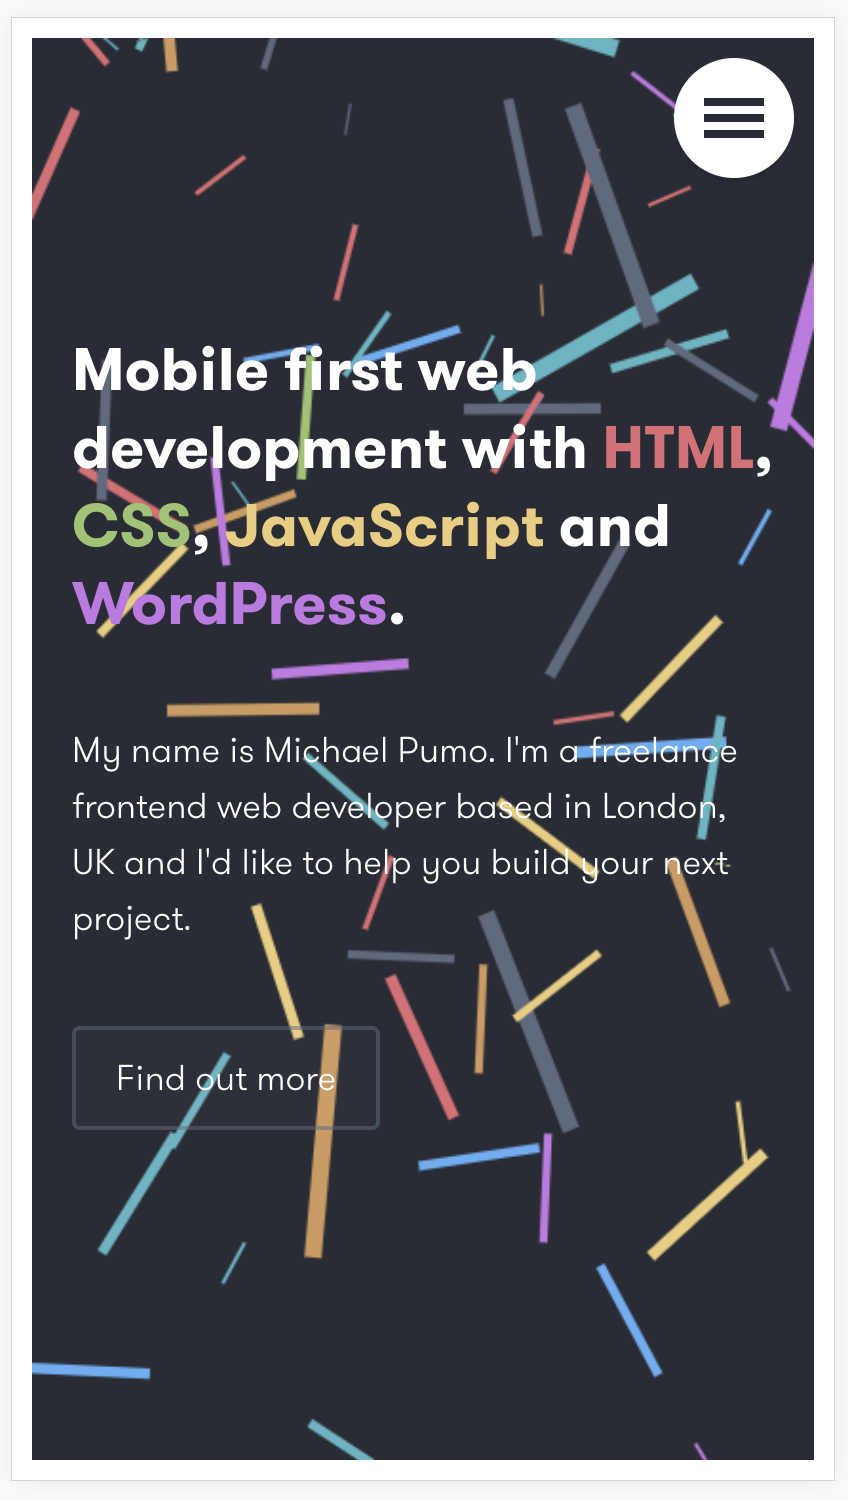 Mobile first web
development with HTML,
CSS, JavaScript and
WordPress.
My name is Michael Pumo. I'm a freelance
frontend web developer based in London,
UK and I'd like to help you build your next
project.
Find out more